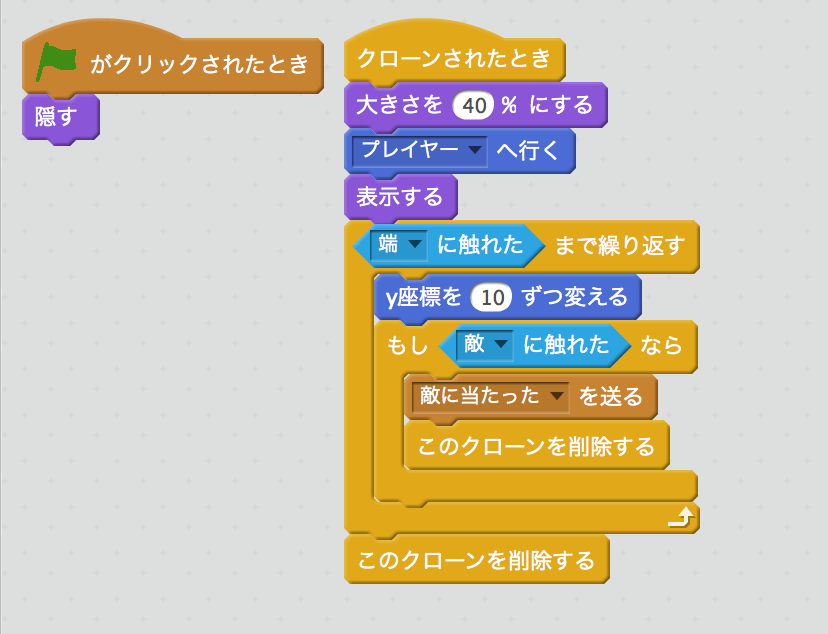 がクリックされたとき
隠す
クローンされたとき
大きさを 40 % にする
プレイヤー へ行く
表示する
端 に触れた まで繰り返す
y座標を 10 ずつ変える
もし 敵 に触れた なら
敵に当たった を送る
このクローンを削除する
このクローンを削除する